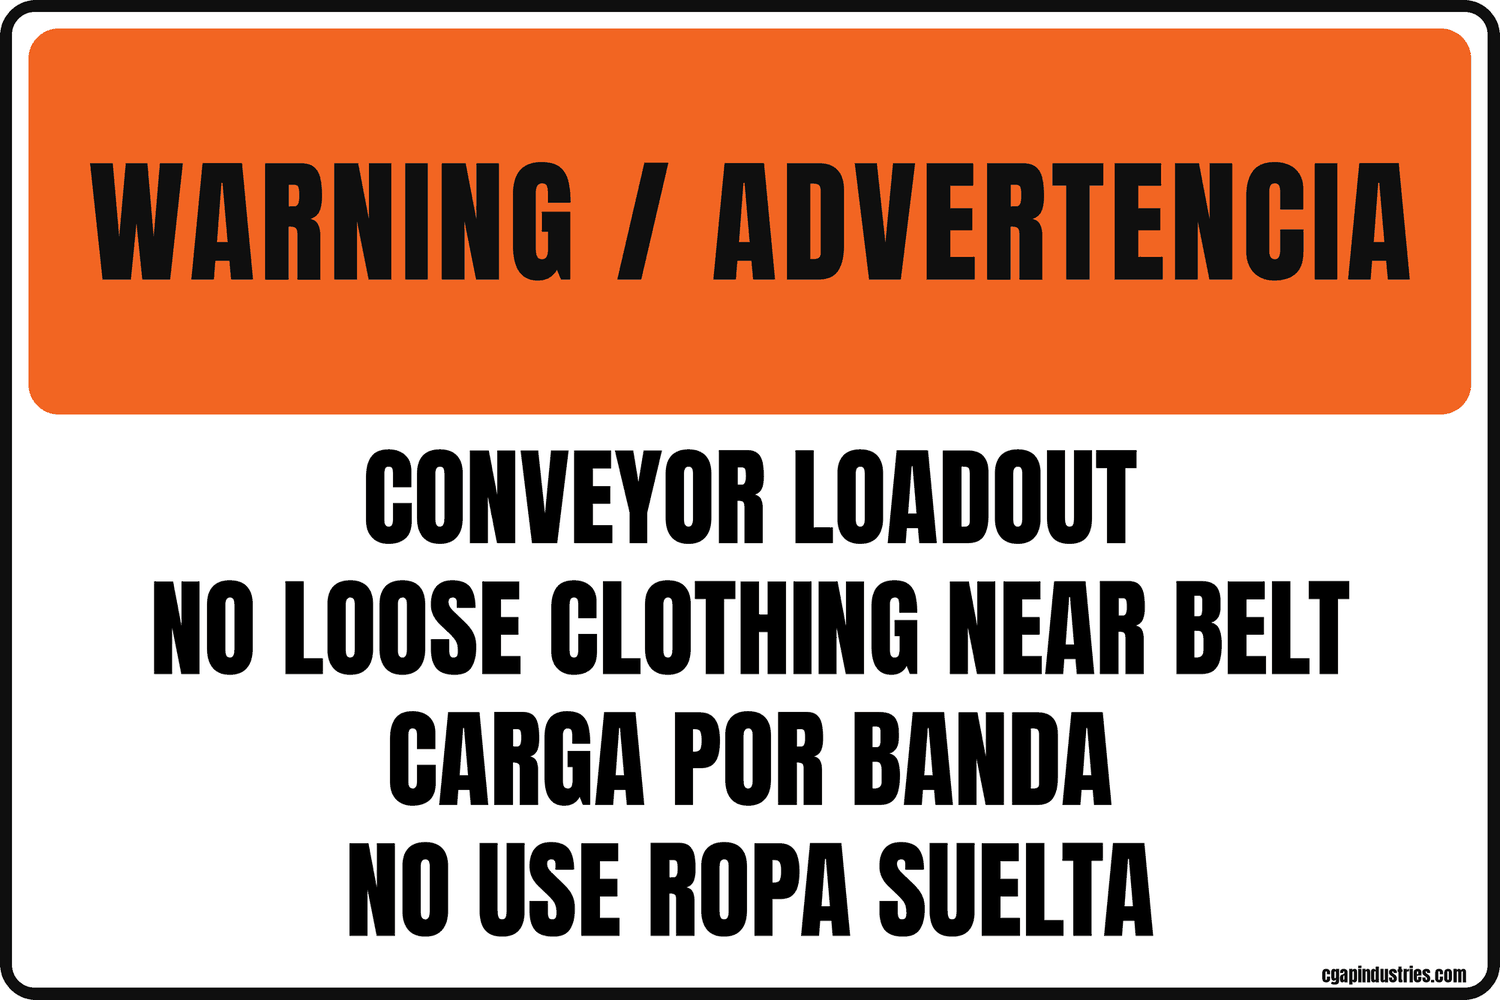 WARNING / ADVERTENCIA
CONVEYOR LOADOUT
NO LOOSE CLOTHING NEAR BELT
CARGA POR BANDA
NO USE ROPA SUELTA
cgapindustries.com